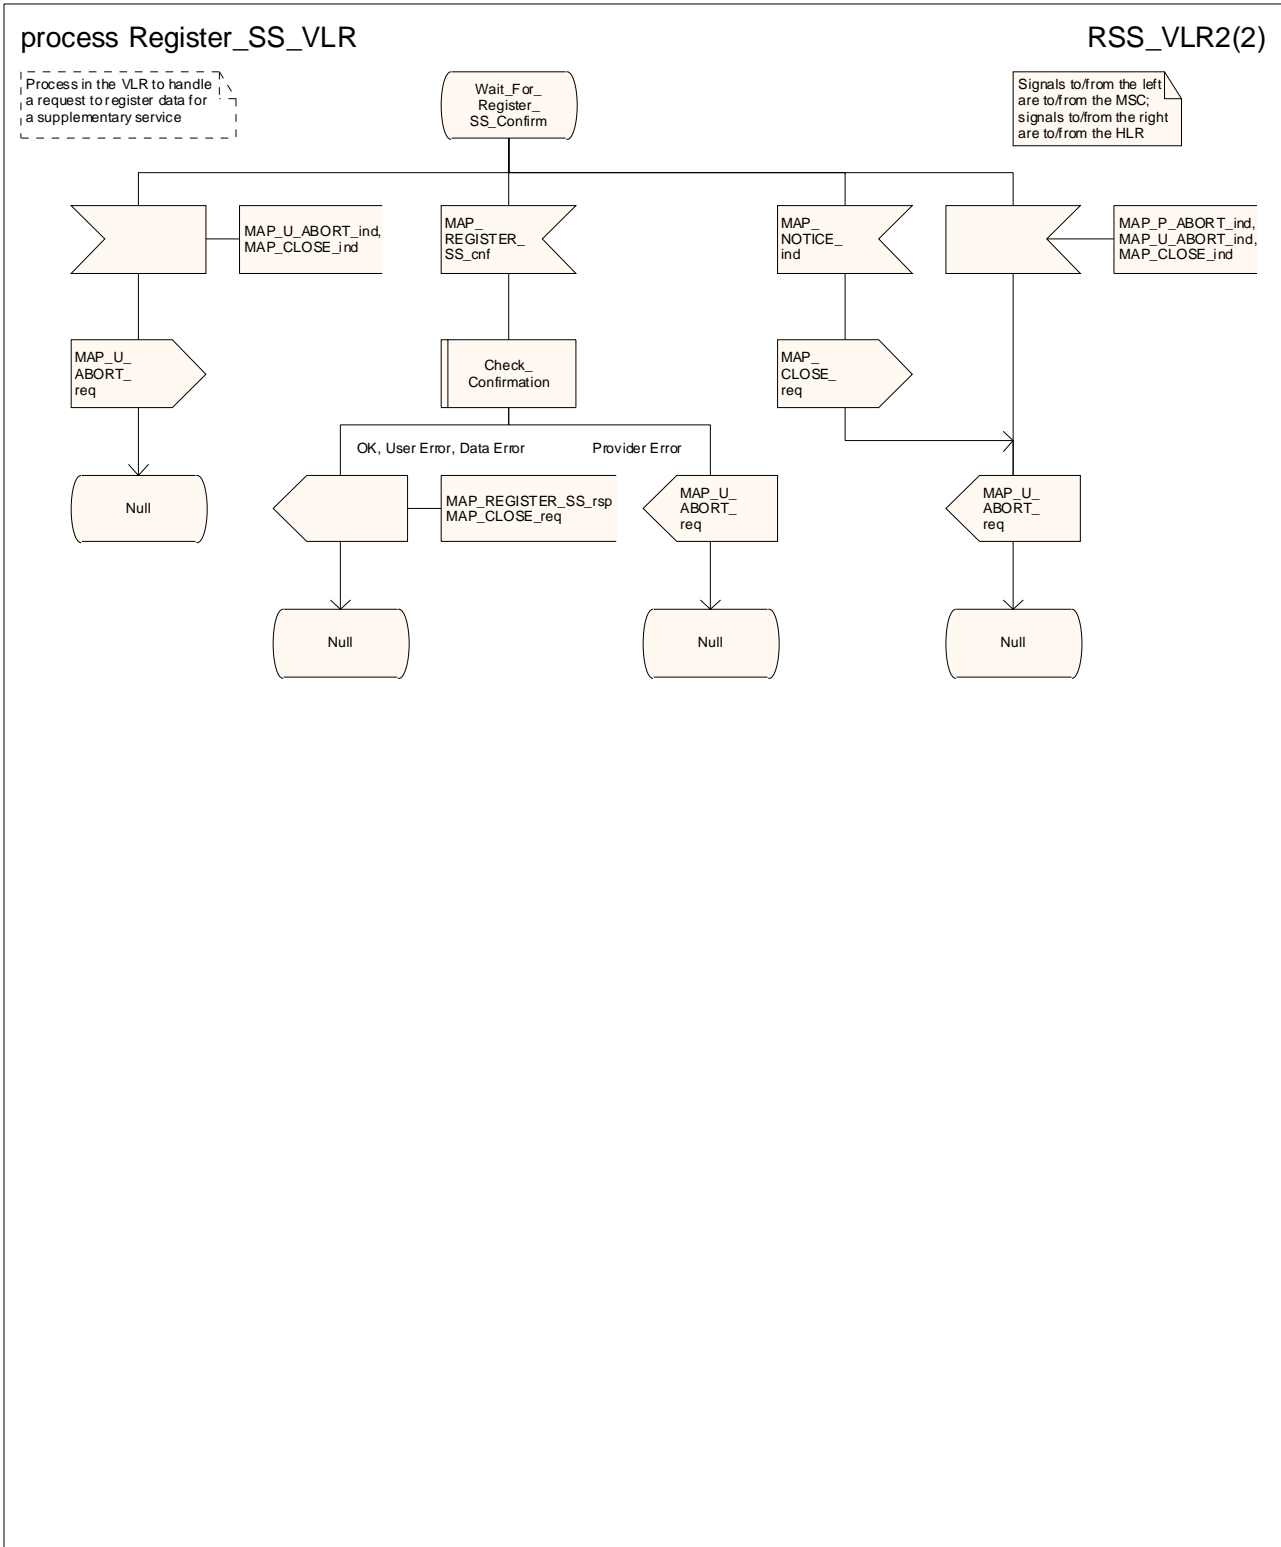 process Register_SS_VLR
RSS_VLR2(2)
Process in the VLR to handle
a request to register data for
a supplementary service
Wait_For_
Register_
SS_Confirm
Signals to/from the left
are to/from the MSC;
signals to/from the right
are to/from the HLR
MAP_U_ABORT_ind,
MAP_CLOSE_ind
MAP_
REGISTER_
SS_cnf
MAP_
NOTICE_
ind
MAP_P_ABORT_ind,
MAP_U_ABORT_ind,
MAP_CLOSE_ind
MAP_U_
ABORT_
req
Check_
Confirmation
MAP_
CLOSE_
req
OK, User Error, Data Error
Provider Error
Null
MAP_REGISTER_SS_rsp
MAP_CLOSE_req
MAP_U_
ABORT_
req
MAP_U_
ABORT_
req
Null
Null
Null